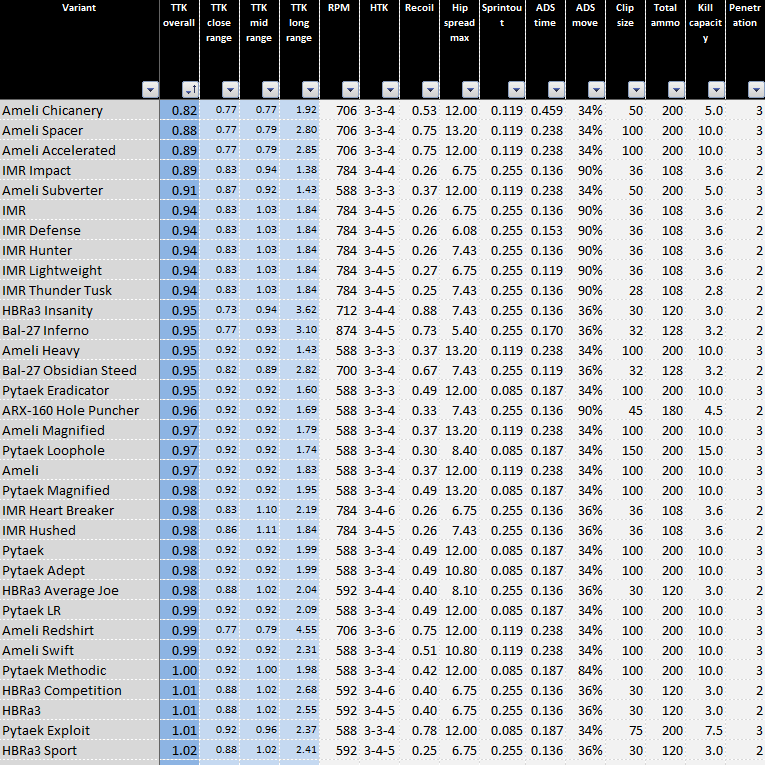 Variant TTK overall TTK close range TTK mid range TTK long range RPM HTK Recoil Hip spread max Sprintou t ADS time ADS move Clip size Total ammo Kill capacit y Penetr ation
Ameli Chicanery 0.82 0.77 0.77 1.92 706 3-3-4 0.53 12.00 0.119 0.459 34% 50 200 5.0 3
Ameli Spacer 0.88 0.77 0.79 2.80 706 3-3-4 0.75 13.20 0.119 0.238 34% 100 200 10.0 3
Ameli Accelerated 0.89 0.77 0.79 2.85 706 3-3-4 0.75 12.00 0.119 0.238 34% 100 200 10.0 3
IMR Impact 0.89 0.83 0.94 1.38 784 3-4-4 0.26 6.75 0.255 0.136 90% 36 108 3.6 2
Ameli Subverter 0.91 0.87 0.92 1.43 588 3-3-3 0.37 12.00 0.119 0.238 34% 50 200 5.0 3
IMR 0.94 0.83 1.03 1.84 784 3-4-5 0.26 6.75 0.255 0.136 90% 36 108 3.6 2
IMR Defense 0.94 0.83 1.03 1.84 784 3-4-5 0.26 6.08 0.255 0.153 90% 36 108 3.6 2
IMR Hunter 0.94 0.83 1.03 1.84 784 3-4-5 0.26 7.43 0.255 0.136 90% 36 108 3.6 2
IMR Lightweight 0.94 0.83 1.03 1.84 784 3-4-5 0.27 6.75 0.255 0.119 90% 36 108 3.6 2
IMR Thunder Tusk 0.94 0.83 1.03 1.84 784 3-4-5 0.25 7.43 0.255 0.136 90% 28 108 2.8 2
HBRa3 Insanity 0.95 0.73 0.94 3.62 712 3-4-4 0.88 7.43 0.255 0.136 36% 30 120 3.0 2
Bal-27 Inferno 0.95 0.77 0.93 3.10 874 3-4-5 0.73 5.40 0.255 0.170 36% 32 128 3.2 2
Ameli Heavy 0.95 0.92 0.92 1.43 588 3-3-3 0.37 13.20 0.119 0.238 34% 100 200 10.0 3
Bal-27 Obsidian Steed 0.95 0.82 0.89 2.82 700 3-3-4 0.67 7.43 0.255 0.119 36% 32 128 3.2 2
Pytaek Eradicator 0.95 0.92 0.92 1.60 588 3-3-3 0.49 12.00 0.085 0.187 34% 100 200 10.0 3
ARX-160 Hole Puncher 0.96 0.92 0.92 1.69 588 3-3-4 0.33 7.43 0.255 0.136 90% 45 180 4.5 2
Ameli Magnified 0.97 0.92 0.92 1.79 588 3-3-4 0.37 13.20 0.119 0.238 34% 100 200 10.0 3
Pytaek Loophole 0.97 0.92 0.92 1.74 588 3-3-4 0.30 8.40 0.085 0.187 34% 150 200 15.0 3
Ameli 0.97 0.92 0.92 1.83 588 3-3-4 0.37 12.00 0.119 0.238 34% 100 200 10.0 3
Pytaek Magnified 0.98 0.92 0.92 1.95 588 3-3-4 0.49 13.20 0.085 0.187 34% 100 200 10.0 3
IMR Heart Breaker 0.98 0.83 1.10 2.19 784 3-4-6 0.26 6.75 0.255 0.136 36% 36 108 3.6 2
IMR Hushed 0.98 0.86 1.11 1.84 784 3-4-5 0.26 7.43 0.255 0.136 36% 36 108 3.6 2
Pytaek 0.98 0.92 0.92 1.99 588 3-3-4 0.49 12.00 0.085 0.187 34% 100 200 10.0 3
Pytaek Adept 0.98 0.92 0.92 1.99 588 3-3-4 0.49 10.80 0.085 0.187 34% 100 200 10.0 3
HBRa3 Average Joe 0.98 0.88 1.02 2.04 592 3-4-4 0.40 8.10 0.255 0.136 36% 30 120 3.0 2
Pytaek LR 0.99 0.92 0.92 2.09 588 3-3-4 0.49 12.00 0.085 0.187 34% 100 200 10.0 3
Ameli Redshirt 0.99 0.77 0.79 4.55 706 3-3-6 0.75 12.00 0.119 0.238 34% 100 200 10.0 3
Ameli Swift 0.99 0.92 0.92 2.31 588 3-3-4 0.51 10.80 0.119 0.238 34% 100 200 10.0 3
Pytaek Methodic 1.00 0.92 1.00 1.98 588 3-3-4 0.42 12.00 0.085 0.187 84% 100 200 10.0 3
HBRa3 Competition 1.01 0.88 1.02 2.68 592 3-4-6 0.40 6.75 0.255 0.136 36% 30 120 3.0 2
HBRa3 1.01 0.88 1.02 2.55 592 3-4-5 0.40 6.75 0.255 0.136 36% 30 120 3.0 2
Pytaek Exploit 1.01 0.92 0.96 2.37 588 3-3-4 0.78 12.00 0.085 0.187 34% 75 200 7.5 3
HBRa3 Sport 1.02 0.88 1.02 2.41 592 3-4-5 0.25 6.75 0.255 0.136 36% 30 120 3.0 2